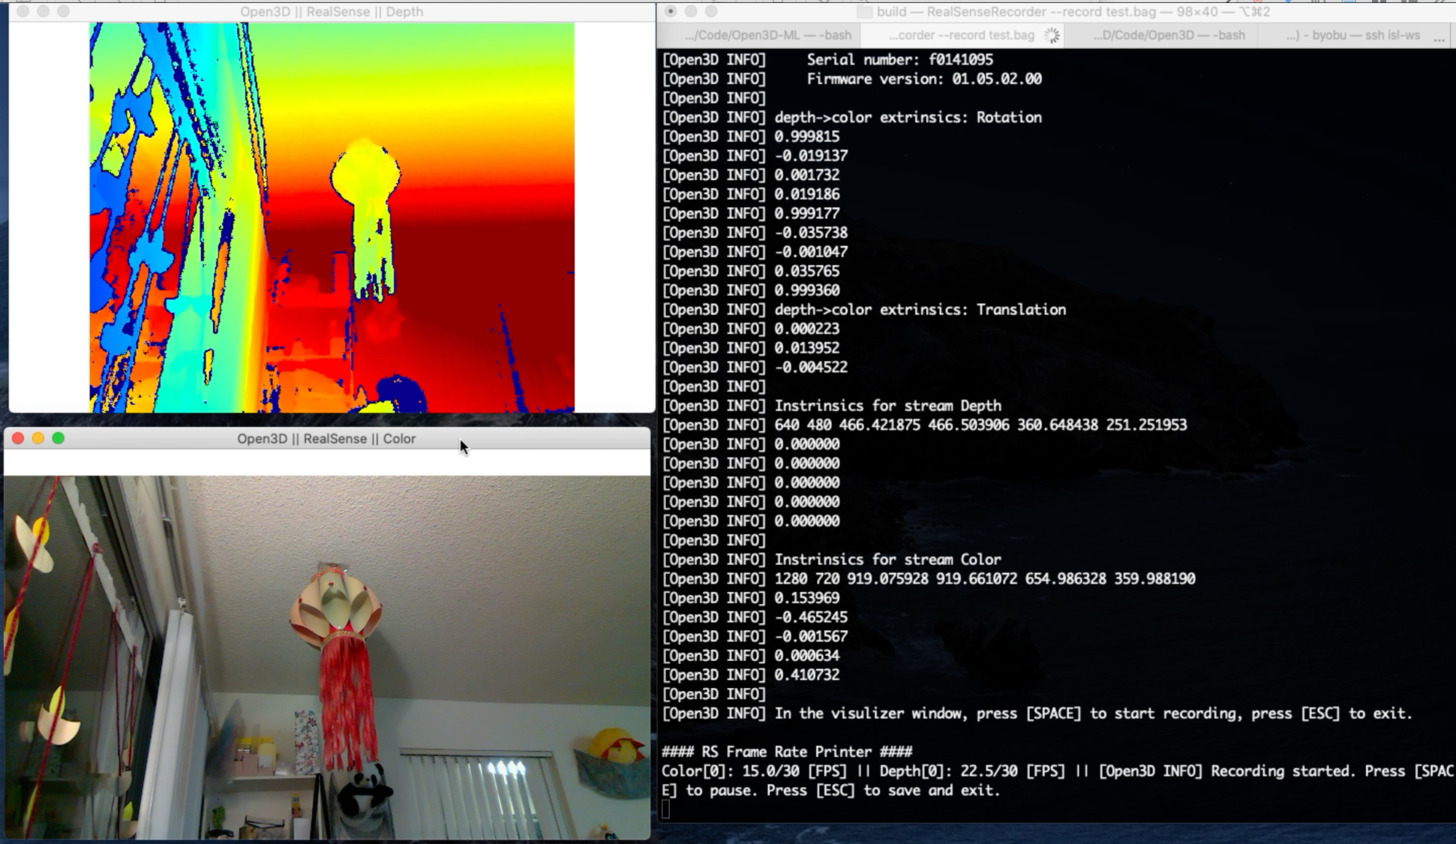 Open3D || RealSense || Depth
Open3D || RealSense || Color
build — RealSenseRecorder --record test.bag — 98×40 — ⌥⌘2
.../Code/Open3D-ML — -bash
...corder --record test.bag
...D/Code/Open3D — -bash
...) - byobu — ssh isl-ws
...
[Open3D INFO]     Serial number: f0141095
[Open3D INFO]     Firmware version: 01.05.02.00
[Open3D INFO]
[Open3D INFO] depth->color extrinsics: Rotation
[Open3D INFO] 0.999815
[Open3D INFO] -0.019137
[Open3D INFO] 0.001732
[Open3D INFO] 0.019186
[Open3D INFO] 0.999177
[Open3D INFO] -0.035738
[Open3D INFO] -0.001047
[Open3D INFO] 0.035765
[Open3D INFO] 0.999360
[Open3D INFO] depth->color extrinsics: Translation
[Open3D INFO] 0.000223
[Open3D INFO] 0.013952
[Open3D INFO] -0.004522
[Open3D INFO]
[Open3D INFO] Instrinsics for stream Depth
[Open3D INFO] 640 480 466.421875 466.503906 360.648438 251.251953
[Open3D INFO] 0.000000
[Open3D INFO] 0.000000
[Open3D INFO] 0.000000
[Open3D INFO] 0.000000
[Open3D INFO] 0.000000
[Open3D INFO]
[Open3D INFO] Instrinsics for stream Color
[Open3D INFO] 1280 720 919.075928 919.661072 654.986328 359.988190
[Open3D INFO] 0.153969
[Open3D INFO] -0.465245
[Open3D INFO] -0.001567
[Open3D INFO] 0.000634
[Open3D INFO] 0.410732
[Open3D INFO]
[Open3D INFO] In the visulizer window, press [SPACE] to start recording, press [ESC] to exit.
#### RS Frame Rate Printer ####
Color[0]: 15.0/30 [FPS] || Depth[0]: 22.5/30 [FPS] || [Open3D INFO] Recording started. Press [SPAC
E] to pause. Press [ESC] to save and exit.